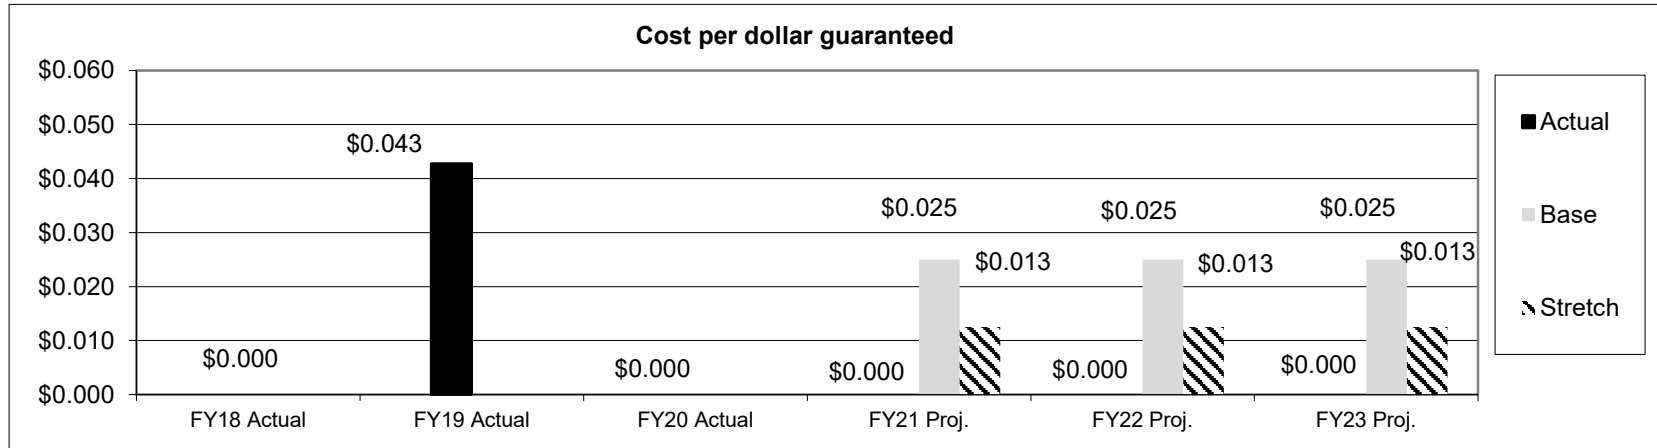 Cost per dollar guaranteed
$0.060
$0.050
$0.040
$0.030
$0.020
$0.010
$0.000
$0.000
$0.043
$0.000
$0.000
$0.025
$0.013
$0.000
$0.025
$0.013
$0.000
$0.025
$0.013
FY18 Actual
FY19 Actual
FY20 Actual
FY21 Proj.
FY22 Proj.
FY23 Proj.
Actual
Base
Stretch